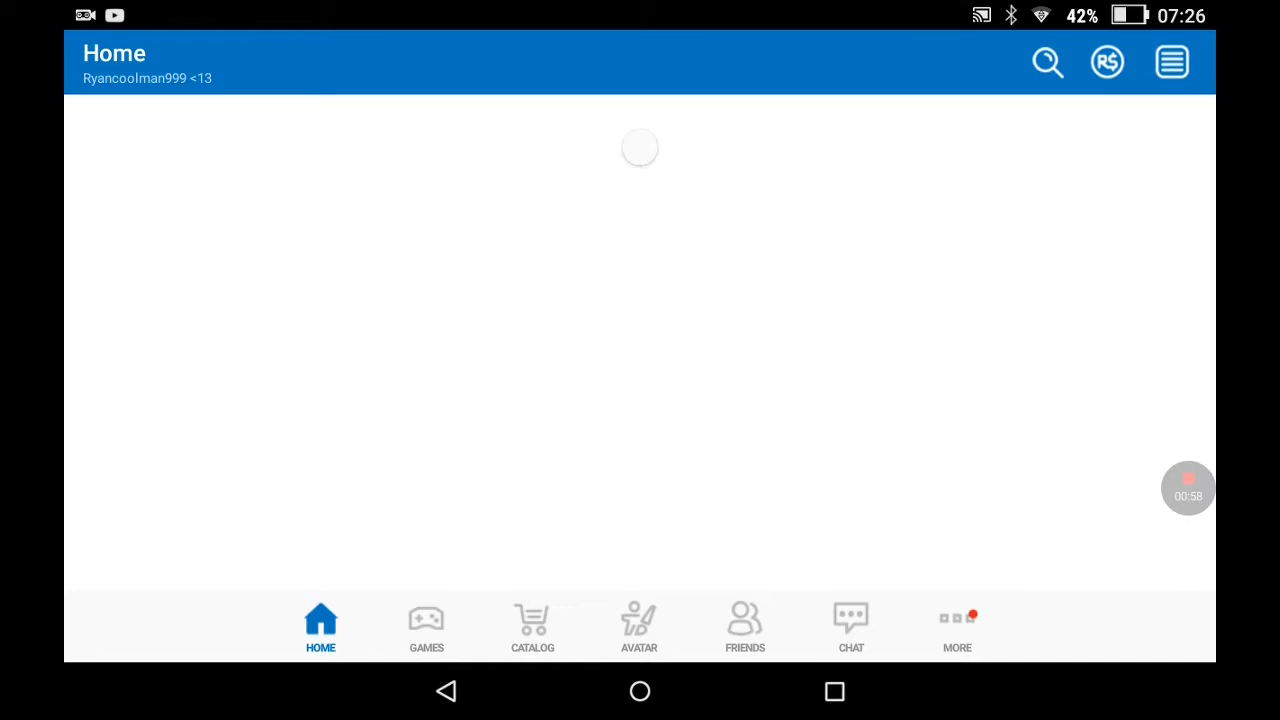 42% 07:26
Home
Ryancoolman999 <13
R$
00:58
HOME GAMES CATALOG AVATAR FRIENDS CHAT MORE